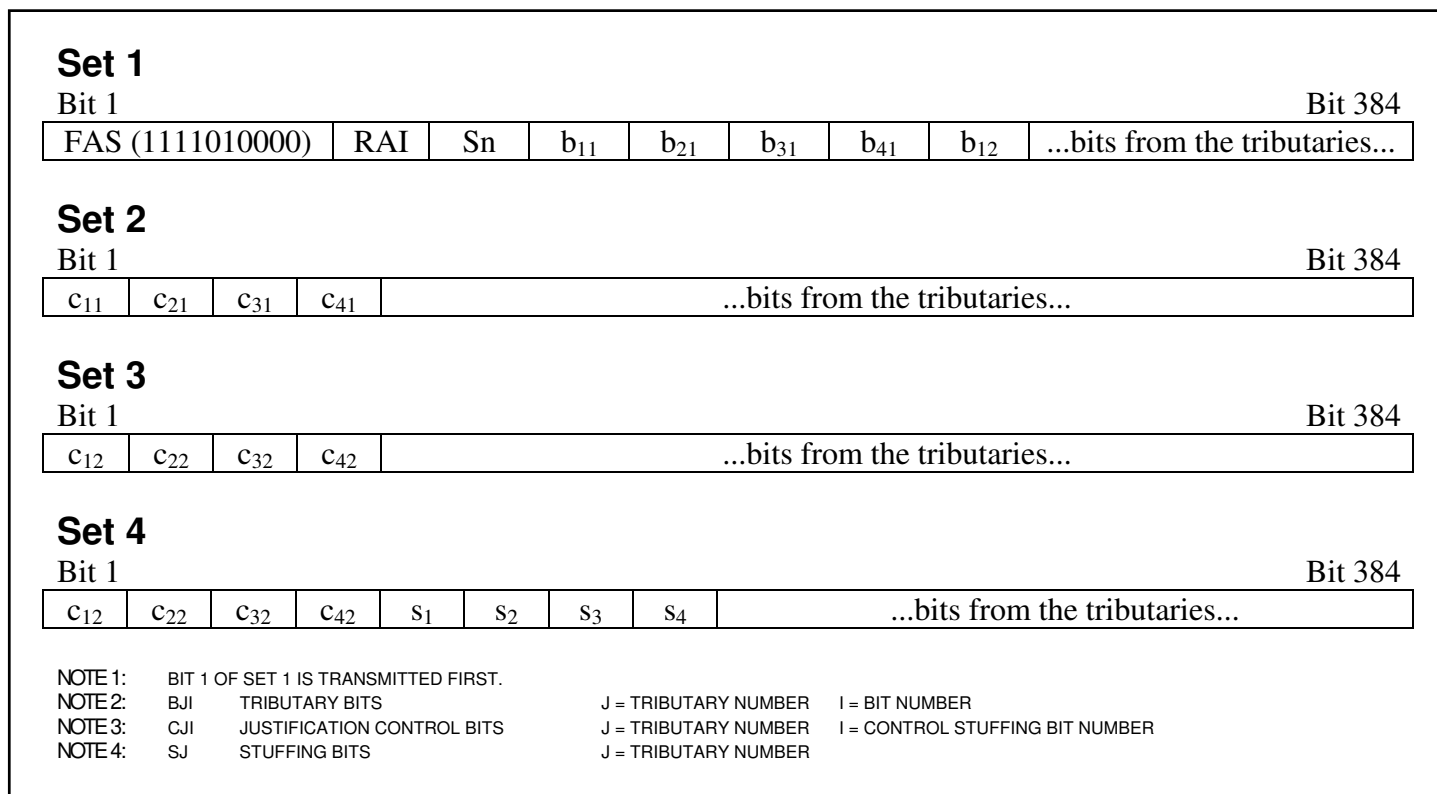 Set 1
Bit 1 Bit 384
FAS (1111010000) RAI Sn b₁₁ b₂₁ b₃₁ b₄₁ b₁₂ ...bits from the tributaries...
Set 2
Bit 1 Bit 384
c₁₁ c₂₁ c₃₁ c₄₁ ...bits from the tributaries...
Set 3
Bit 1 Bit 384
c₁₂ c₂₂ c₃₂ c₄₂ ...bits from the tributaries...
Set 4
Bit 1 Bit 384
c₁₂ c₂₂ c₃₂ c₄₂ s₁ s₂ s₃ s₄ ...bits from the tributaries...
NOTE 1: BIT 1 OF SET 1 IS TRANSMITTED FIRST.
NOTE 2: BJI TRIBUTARY BITS J = TRIBUTARY NUMBER I = BIT NUMBER
NOTE 3: CJI JUSTIFICATION CONTROL BITS J = TRIBUTARY NUMBER I = CONTROL STUFFING BIT NUMBER
NOTE 4: SJ STUFFING BITS J = TRIBUTARY NUMBER